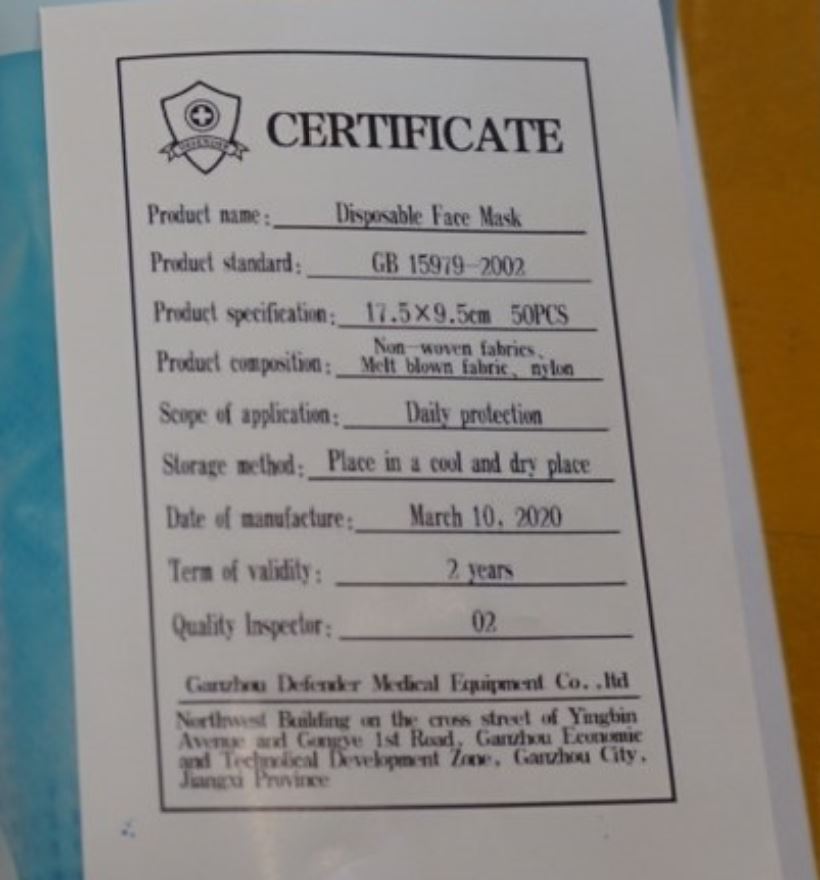 DEFENDER
CERTIFICATE
Product name: Disposable Face Mask
Product standard: GB 15979-2002
Product specification: 17.5×9.5cm 50PCS
Product composition: Non-woven fabrics、
Melt blown fabric、nylon
Scope of application: Daily protection
Storage method: Place in a cool and dry place
Date of manufacture: March 10, 2020
Term of validity: 2 years
Quality Inspector: 02
Ganzhou Defender Medical Equipment Co.,ltd
Northwest Building on the cross street of Yingbin
Avenue and Gongye 1st Road, Ganzhou Economic
and Technolical Development Zone, Ganzhou City,
Jiangxi Province